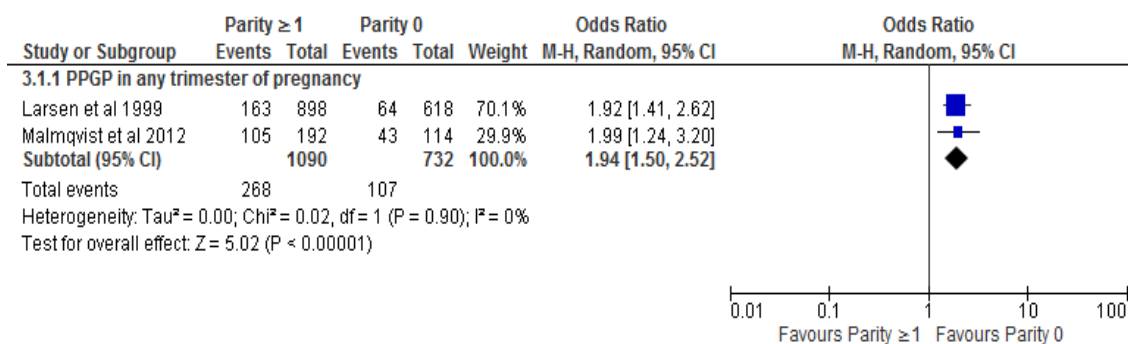 Parity ≥ 1 Parity 0 Odds Ratio Odds Ratio
Study or Subgroup Events Total Events Total Weight M-H, Random, 95% CI M-H, Random, 95% CI
3.1.1 PPGP in any trimester of pregnancy
Larsen et al 1999 163 898 64 618 70.1% 1.92 [1.41, 2.62]
Malmqvist et al 2012 105 192 43 114 29.9% 1.99 [1.24, 3.20]
Subtotal (95% CI) 1090 732 100.0% 1.94 [1.50, 2.52]
Total events 268 107
Heterogeneity: Tau² = 0.00; Chi² = 0.02, df = 1 (P = 0.90); I² = 0%
Test for overall effect: Z = 5.02 (P < 0.00001)
0.01 0.1 1 10 100
Favours Parity ≥1 Favours Parity 0